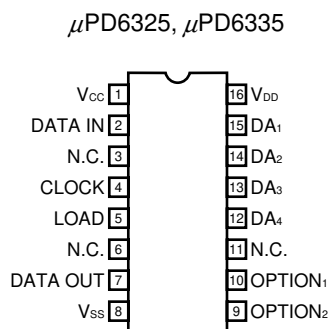 µPD6325, µPD6335
VCC 1 16 VDD
DATA IN 2 15 DA1
N.C. 3 14 DA2
CLOCK 4 13 DA3
LOAD 5 12 DA4
N.C. 6 11 N.C.
DATA OUT 7 10 OPTION1
VSS 8 9 OPTION2